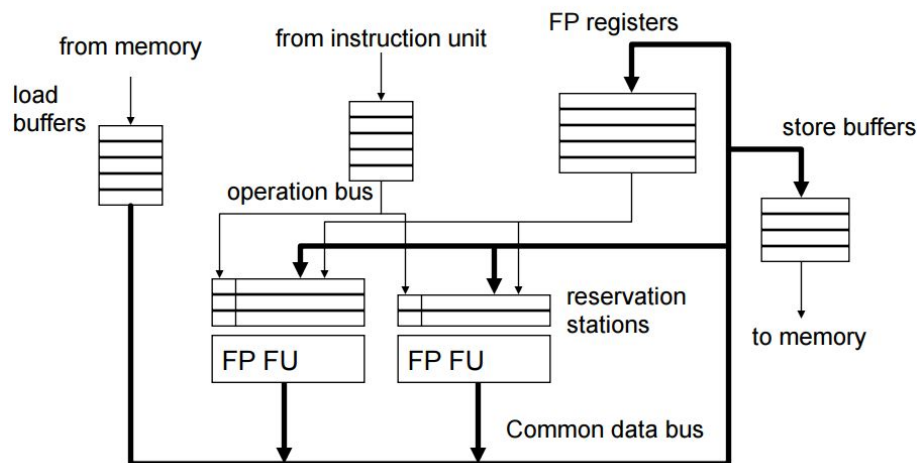 FP registers
from instruction unit
from memory
load
buffers
store buffers
operation bus
reservation
stations
to memory
FP FU
FP FU
Common data bus